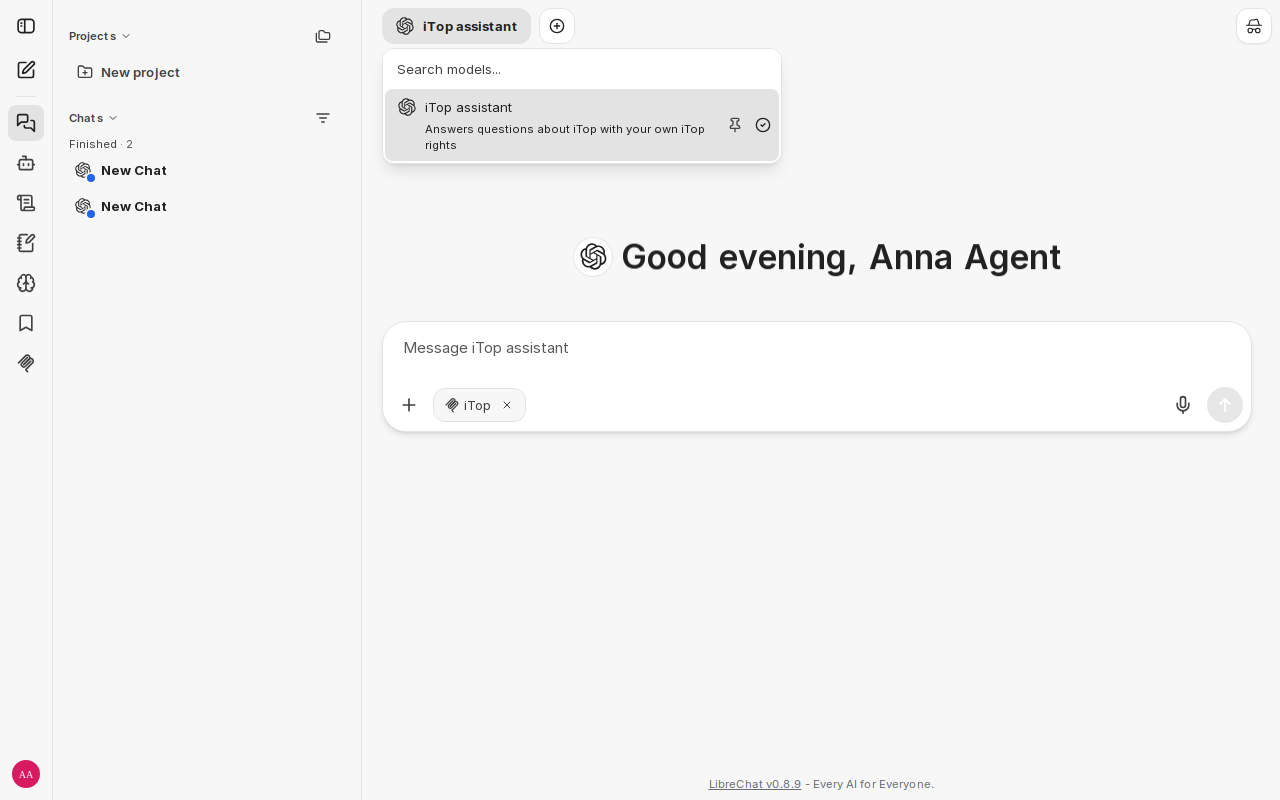 Projects
New project
Chats
Finished · 2
New Chat
New Chat
AA
iTop assistant
Search models...
iTop assistant
Answers questions about iTop with your own iTop
rights
Good evening, Anna Agent
Message iTop assistant
iTop
LibreChat v0.8.9 - Every AI for Everyone.